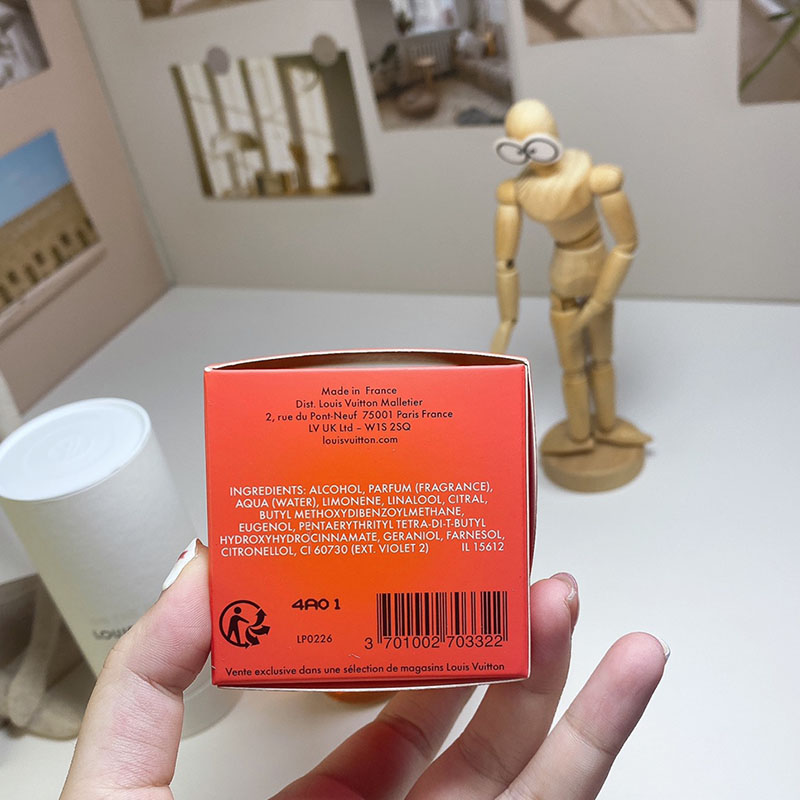 Made in France
Dist. Louis Vuitton Malletier
2, rue du Pont-Neuf 75001 Paris France
LV UK Ltd – W1S 2SQ
louisvuitton.com
INGREDIENTS: ALCOHOL, PARFUM (FRAGRANCE),
AQUA (WATER), LIMONENE, LINALOOL, CITRAL,
BUTYL METHOXYDIBENZOYLMETHANE,
EUGENOL, PENTAERYTHRITYL TETRA-DI-T-BUTYL
HYDROXYHYDROCINNAMATE, GERANIOL, FARNESOL,
CITRONELLOL, CI 60730 (EXT. VIOLET 2) IL 15612
4A01
LP0226
3 701002 703322
Vente exclusive dans une sélection de magasins Louis Vuitton